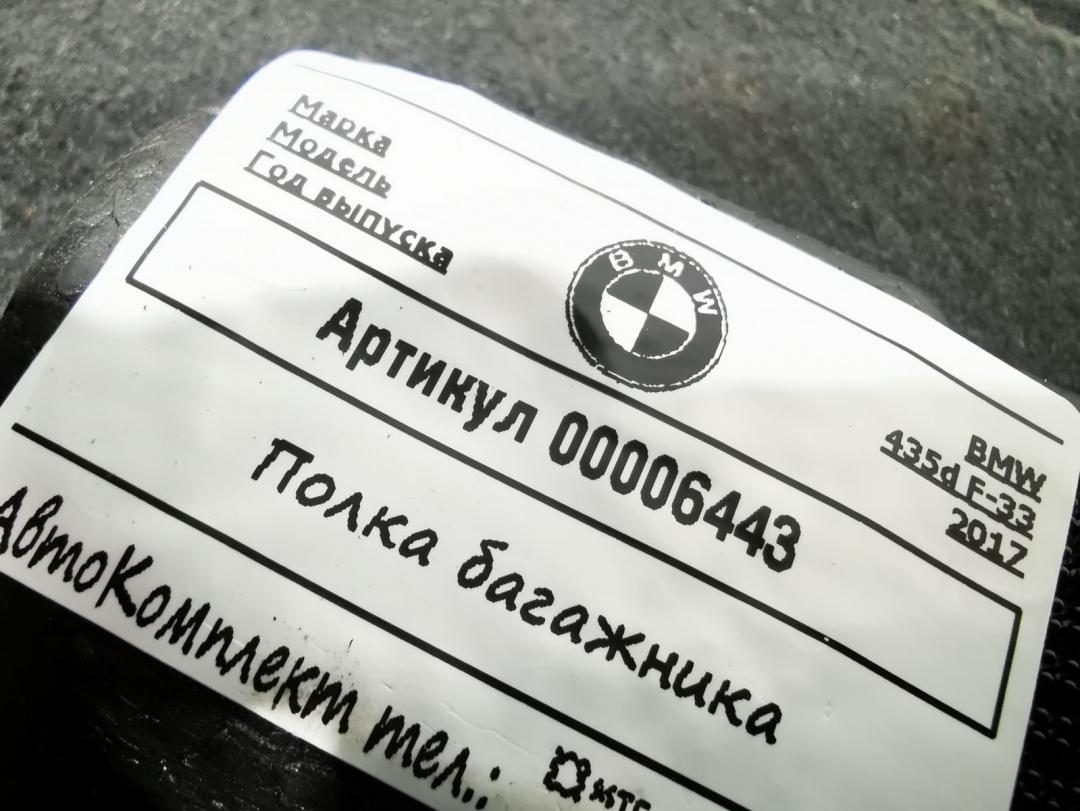 Марка
Модель
Год выпуска
BMW
BMW
435d F-33
2017
Артикул 00006443
Полка багажника
АвтоКомплект тел.: